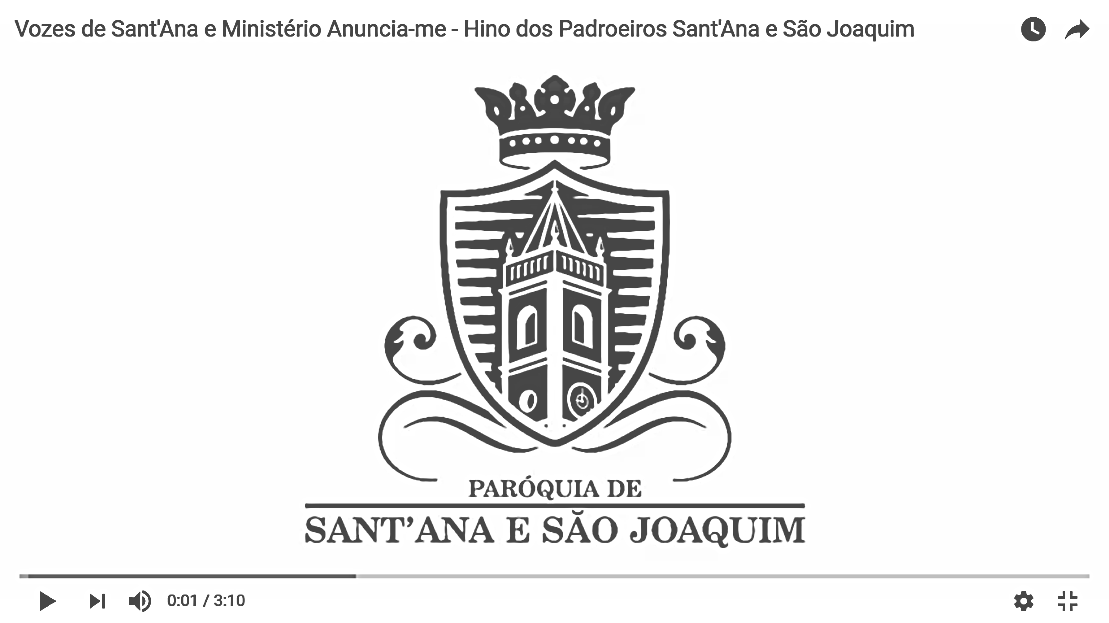 Vozes de Sant'Ana e Ministério Anuncia-me - Hino dos Padroeiros Sant'Ana e São Joaquim
PARÓQUIA DE
SANT'ANA E SÃO JOAQUIM
0:01 / 3:10